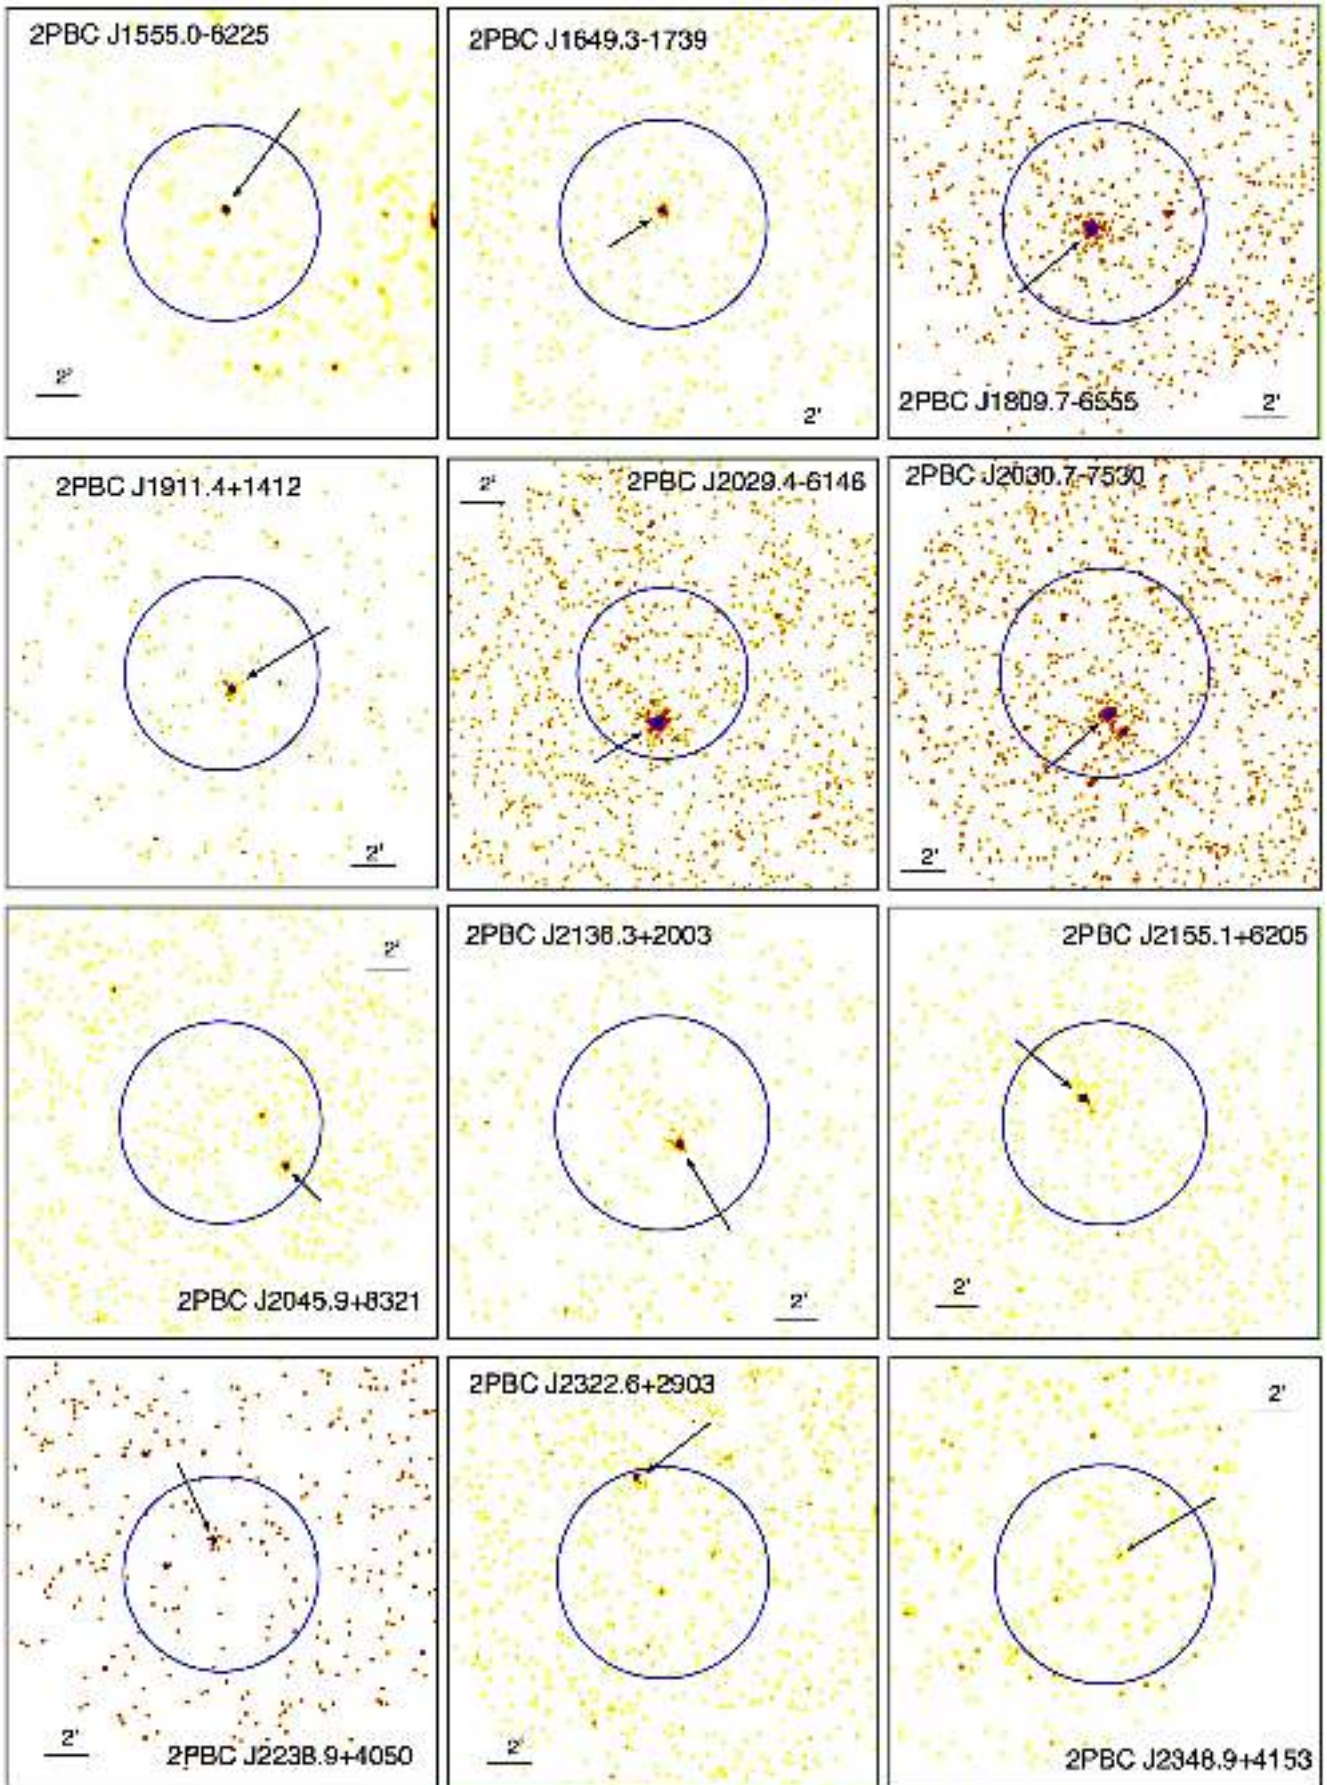 2PBC J1555.0-6225
2'
2PBC J1649.3-1739
2'
2PBC J1809.7-6555
2'
2PBC J1911.4+1412
2'
2'
2PBC J2029.4-6146
2PBC J2030.7-7530
2'
2'
2PBC J2045.9+8321
2PBC J2136.3+2003
2'
2PBC J2155.1+6205
2'
2'
2PBC J2238.9+4050
2PBC J2322.6+2903
2'
2'
2PBC J2348.9+4153